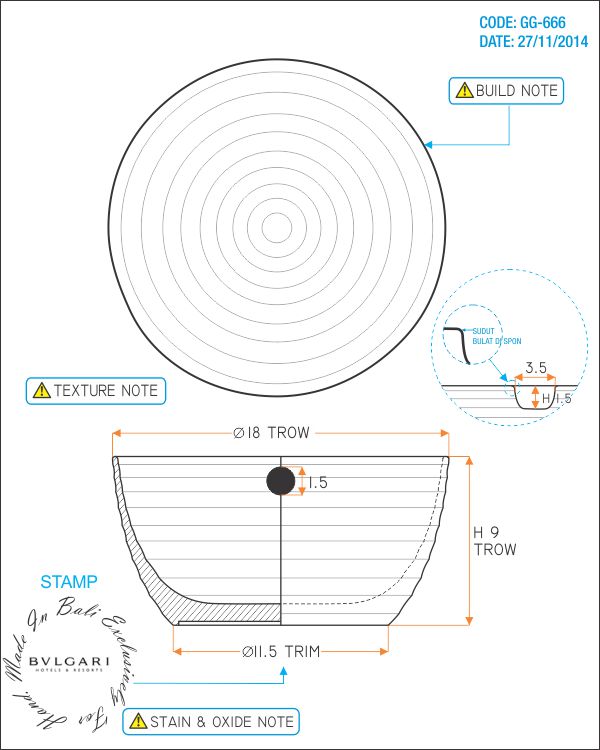 CODE: GG-666
DATE: 27/11/2014
BUILD NOTE
SUDUT
BULAT DI SPON
3.5
H 1.5
TEXTURE NOTE
Ø18 TROW
1.5
H 9
TROW
STAMP
Hand. Made In Bali Exclusively For
BVLGARI
HOTELS & RESORTS
Ø11.5 TRIM
STAIN & OXIDE NOTE